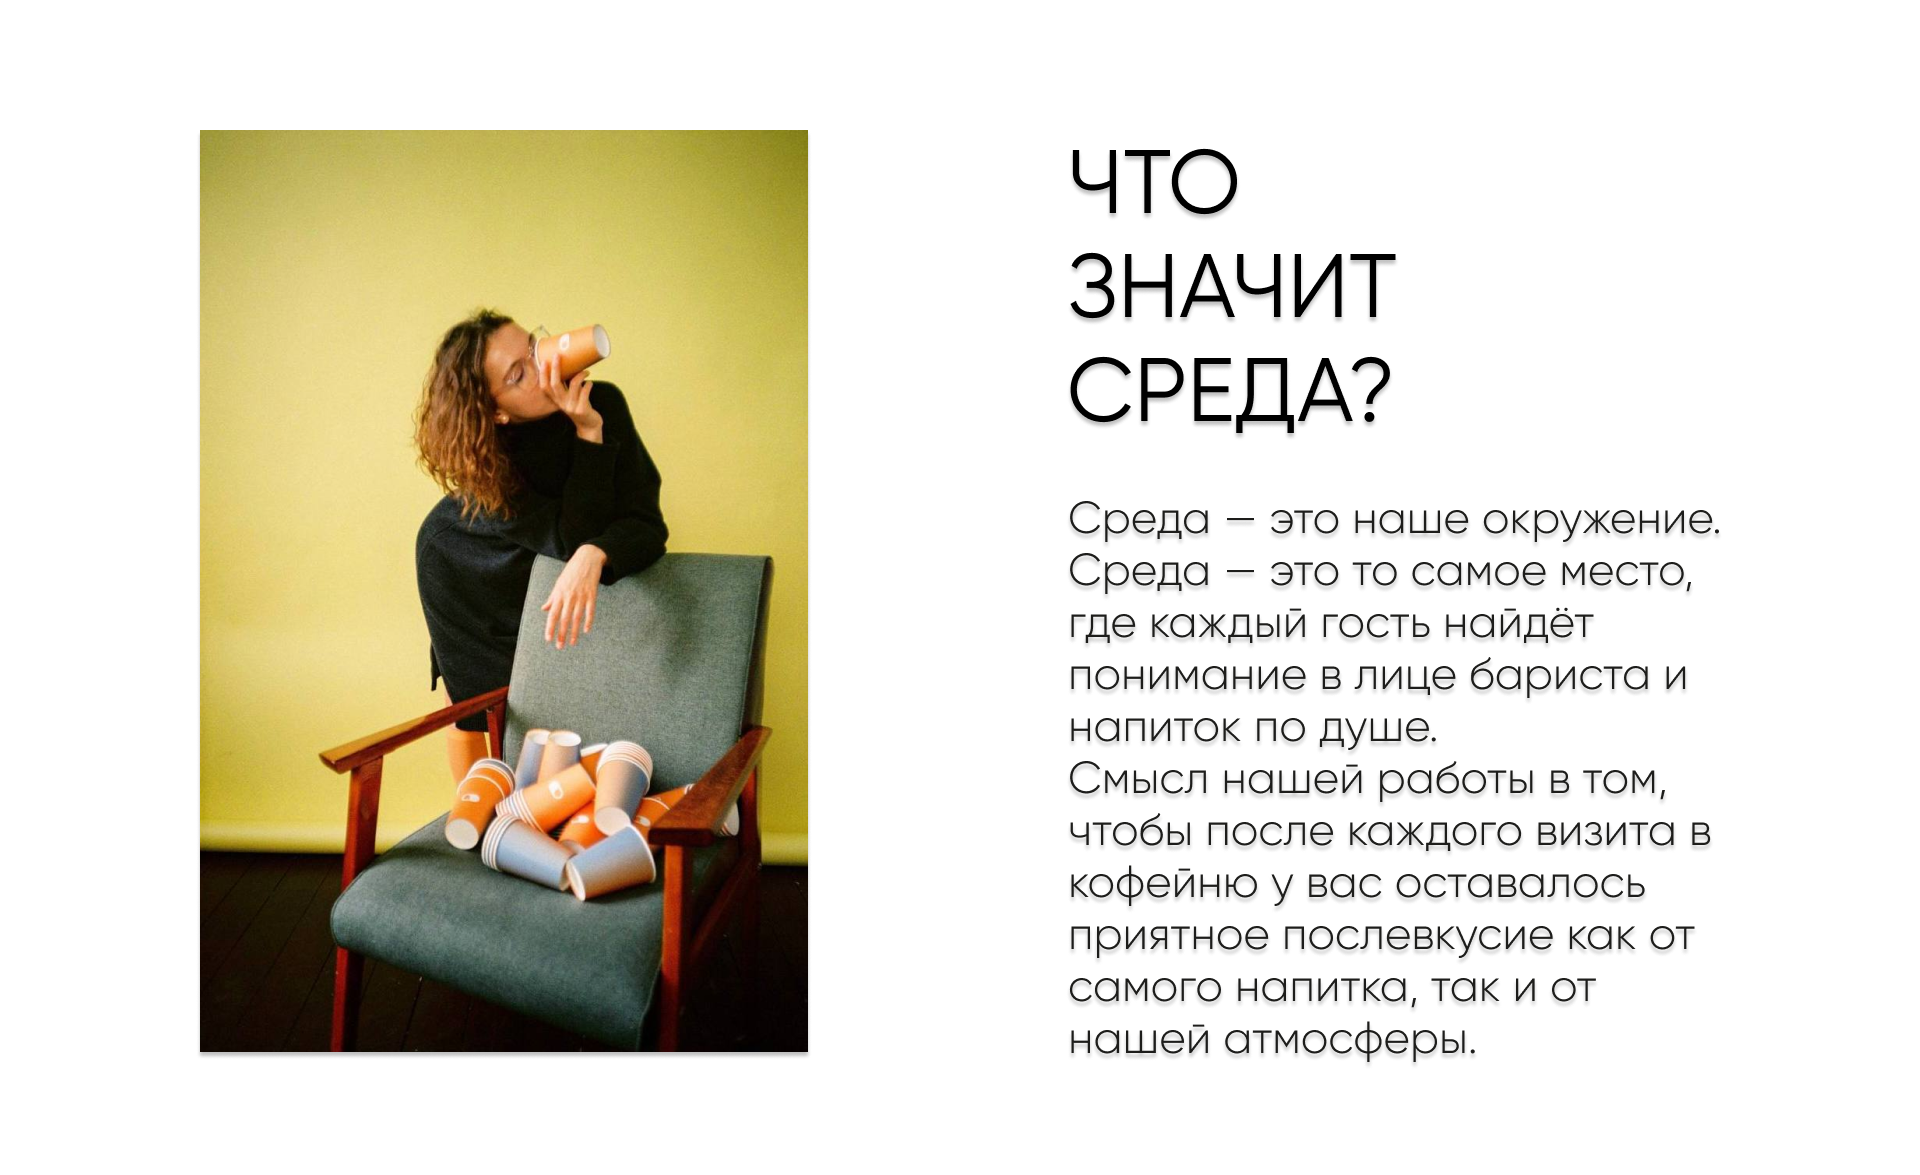 ЧТО
ЗНАЧИТ
СРЕДА?
Среда — это наше окружение.
Среда — это то самое место,
где каждый гость найдёт
понимание в лице бариста и
напиток по душе.
Смысл нашей работы в том,
чтобы после каждого визита в
кофейню у вас оставалось
приятное послевкусие как от
самого напитка, так и от
нашей атмосферы.